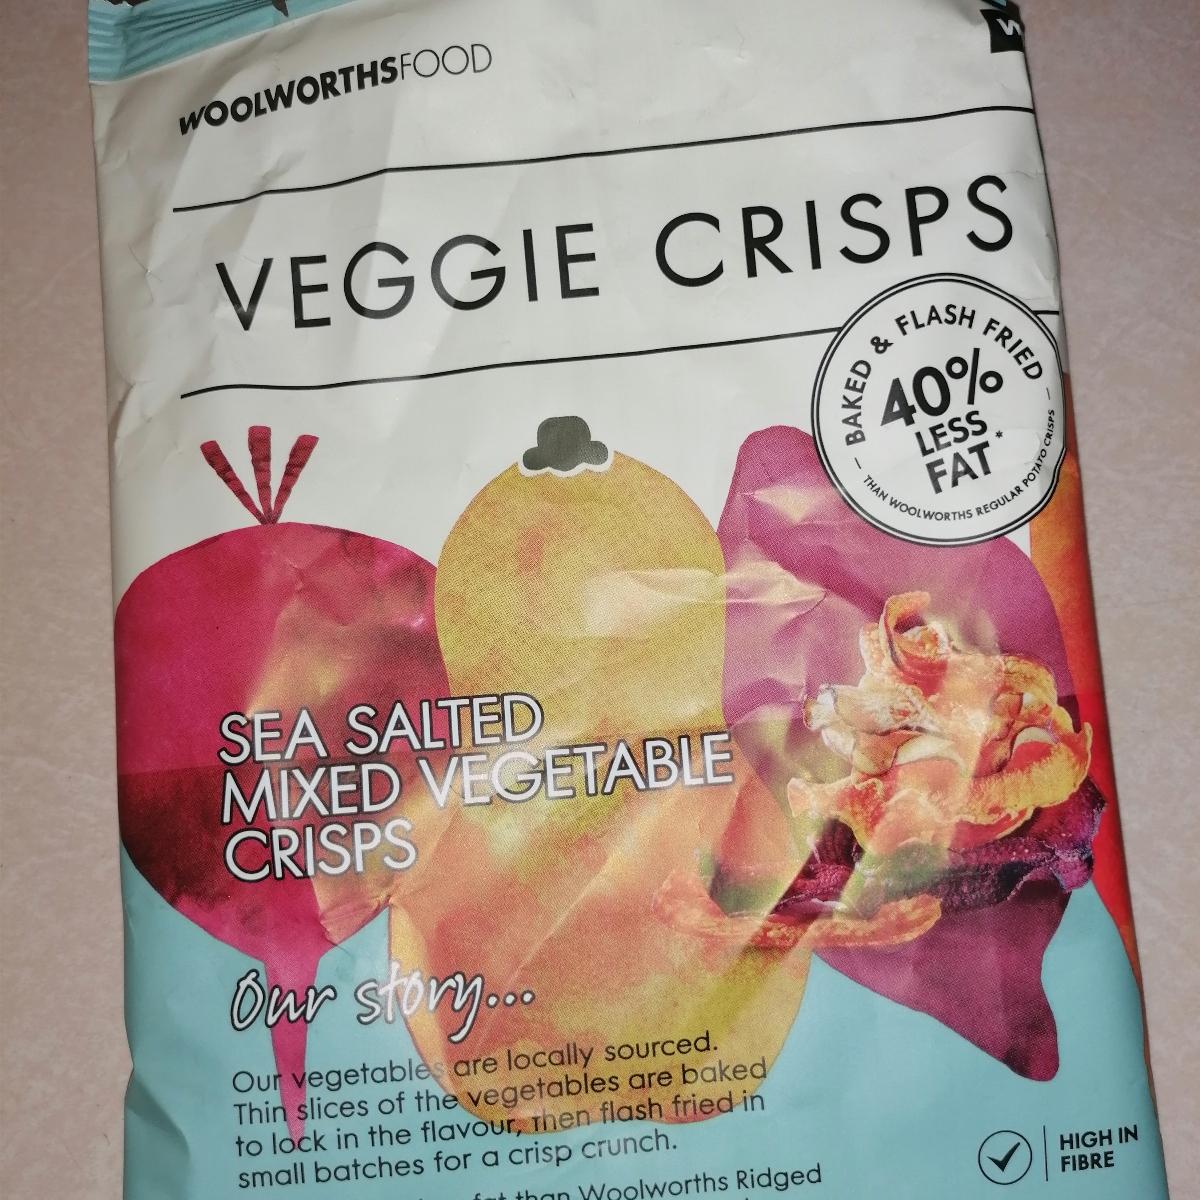 WOOLWORTHSFOOD
W
VEGGIE CRISPS
BAKED & FLASH FRIED
40%
LESS
FAT*
THAN WOOLWORTHS REGULAR POTATO CRISPS
SEA SALTED
MIXED VEGETABLE
CRISPS
Our story...
Our vegetables are locally sourced.
Thin slices of the vegetables are baked
to lock in the flavour, then flash fried in
small batches for a crisp crunch.
fat than Woolworths Ridged
HIGH IN
FIBRE